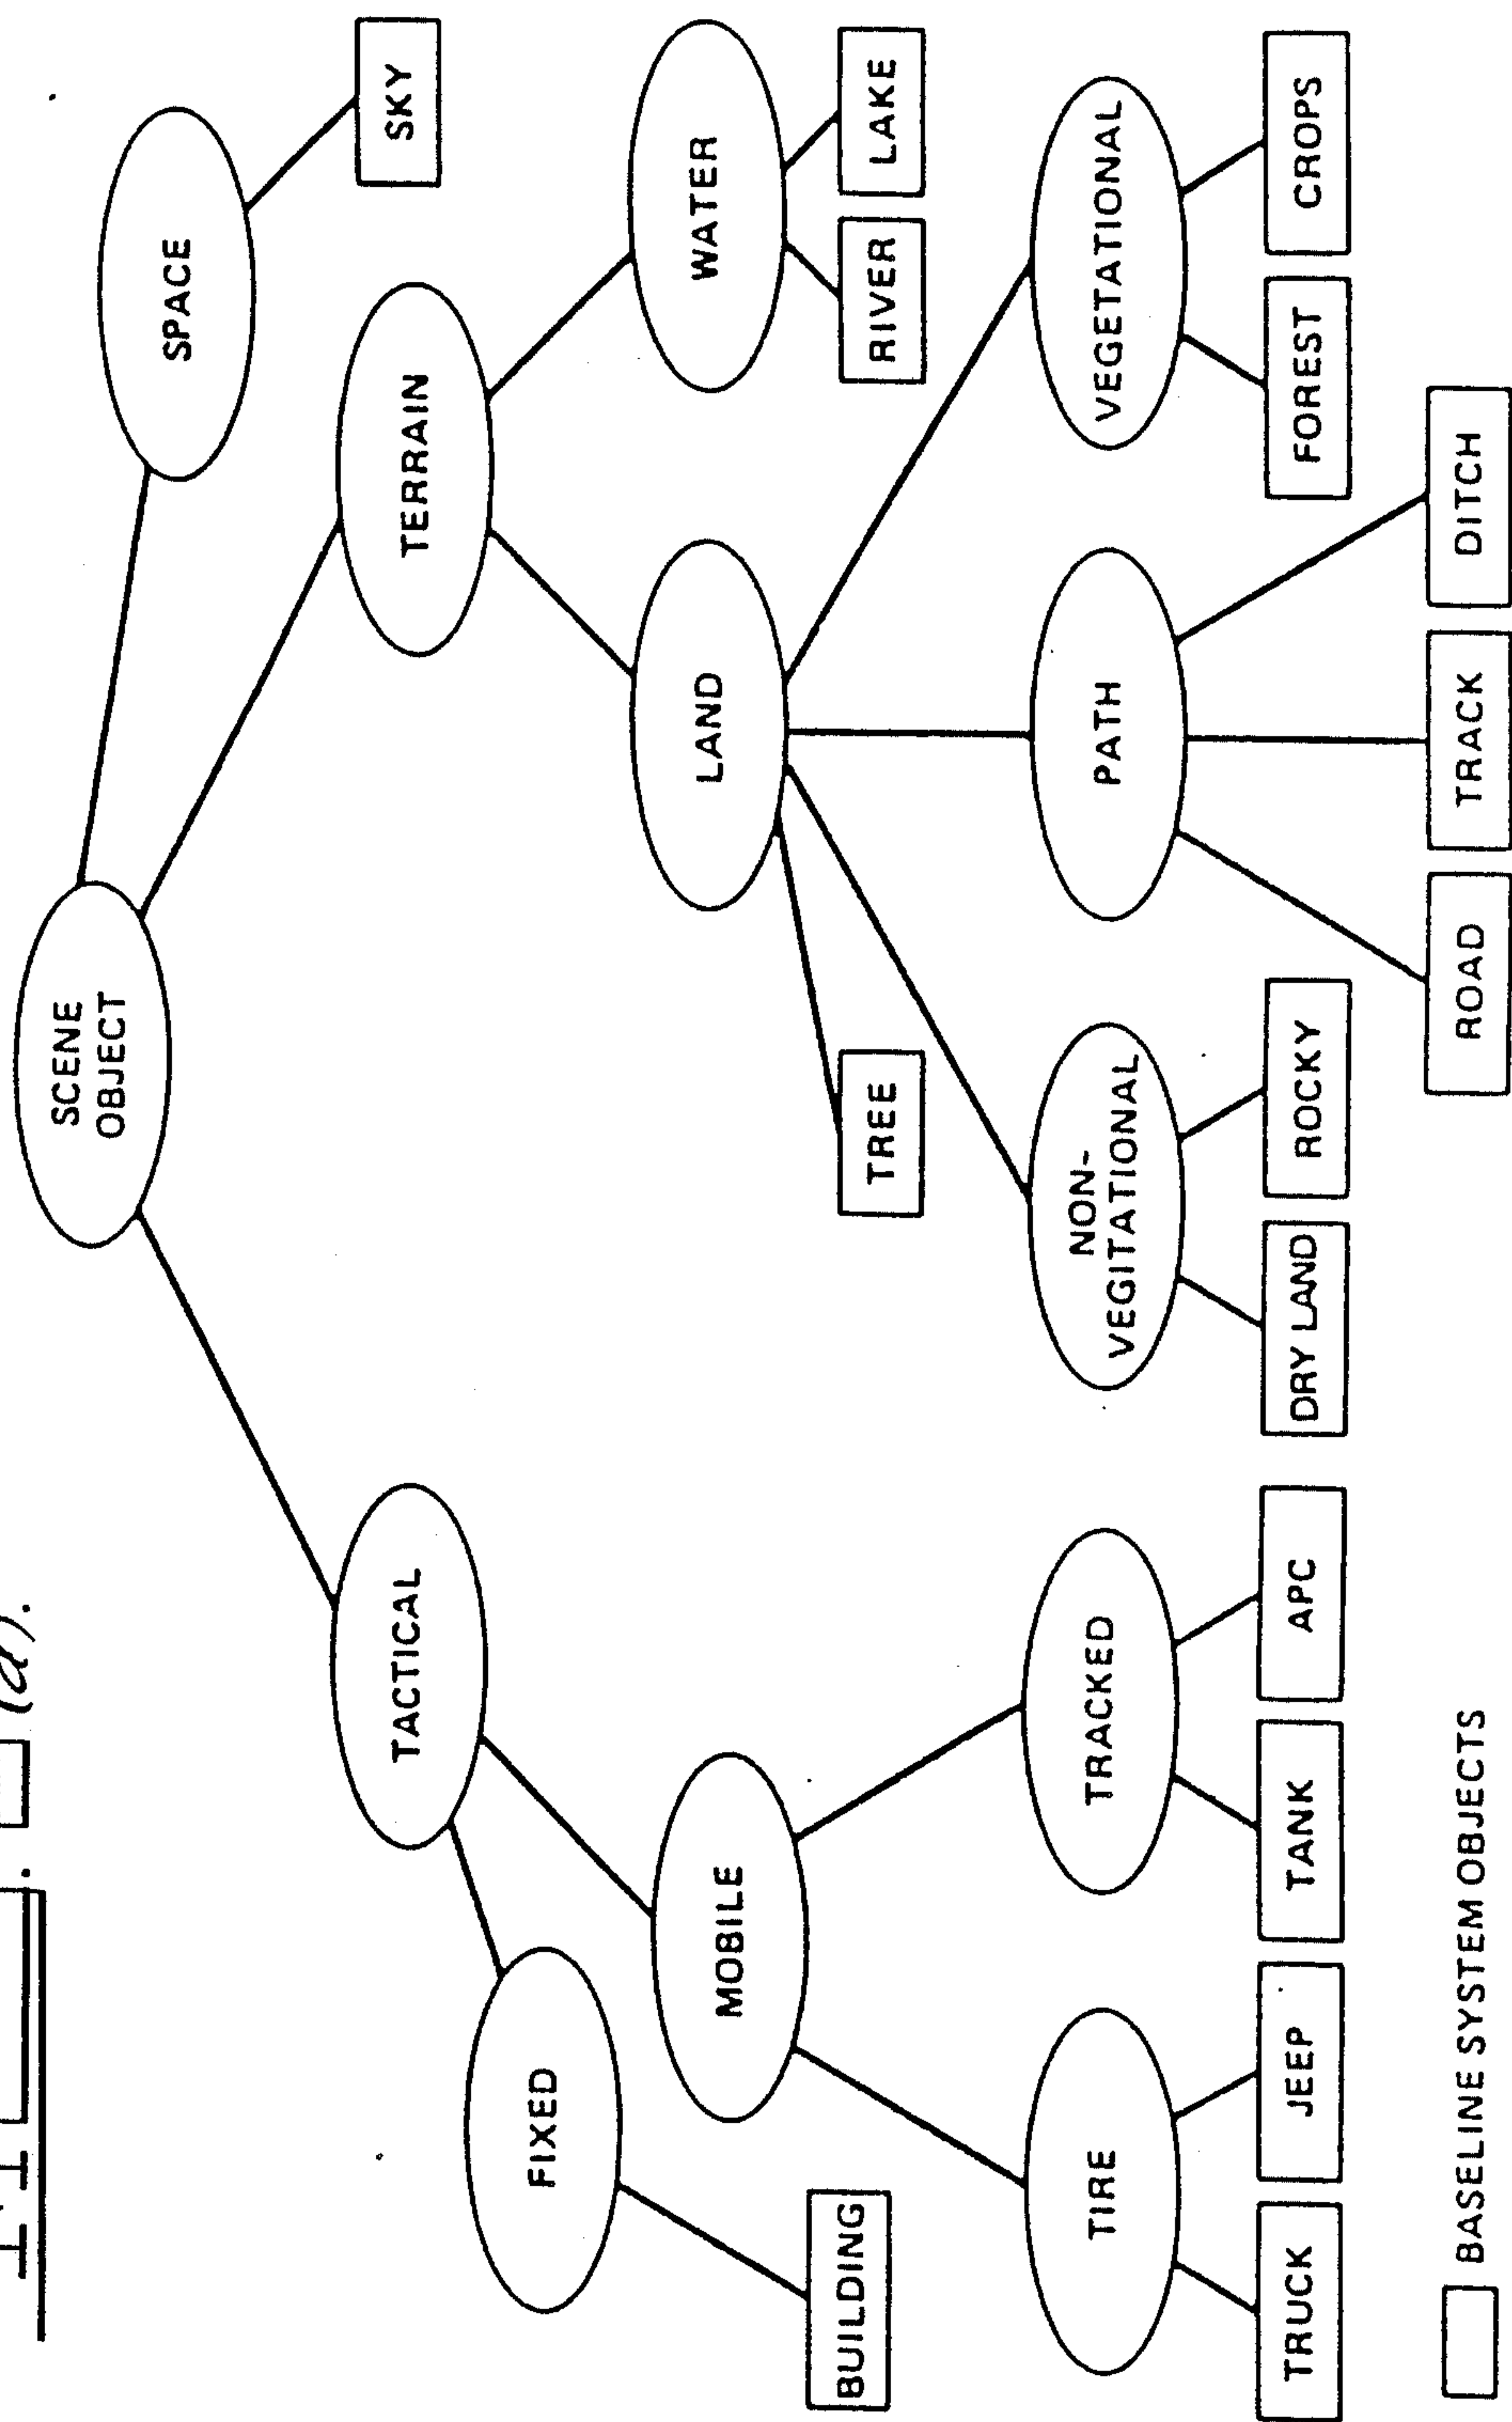 (a).
SCENE
OBJECT
SPACE
SKY
TACTICAL
TERRAIN
FIXED
MOBILE
LAND
WATER
BUILDING
TREE
RIVER
LAKE
TIRE
TRACKED
NON-
VEGITATIONAL
PATH
VEGETATIONAL
TRUCK
JEEP
TANK
APC
DRY LAND
ROCKY
FOREST
CROPS
ROAD
TRACK
DITCH
BASELINE SYSTEM OBJECTS